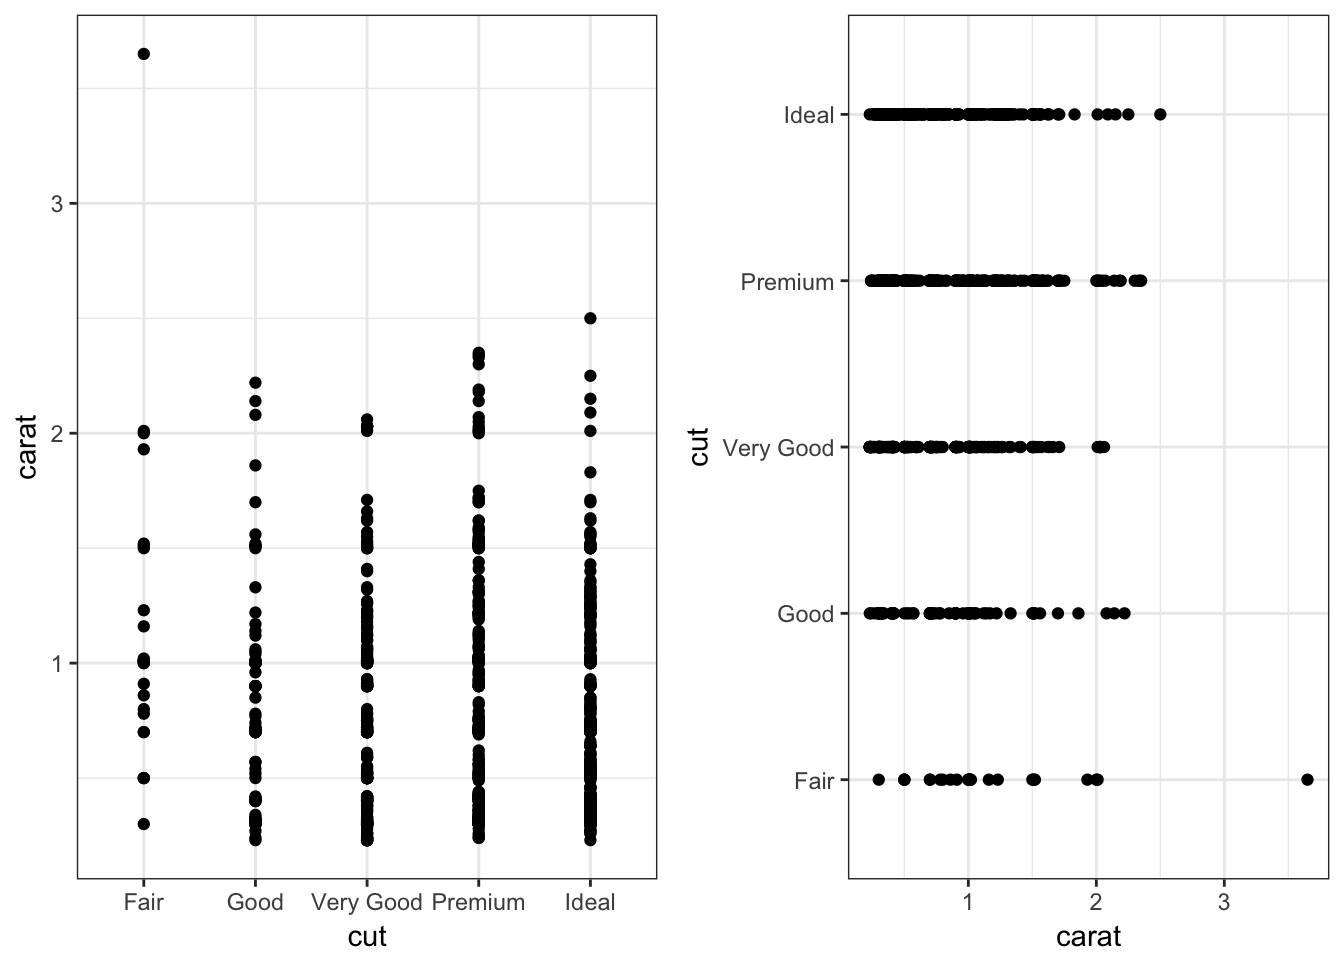 carat
3
2
1
Fair Good Very Good Premium Ideal
cut
cut
Ideal
Premium
Very Good
Good
Fair
1 2 3
carat